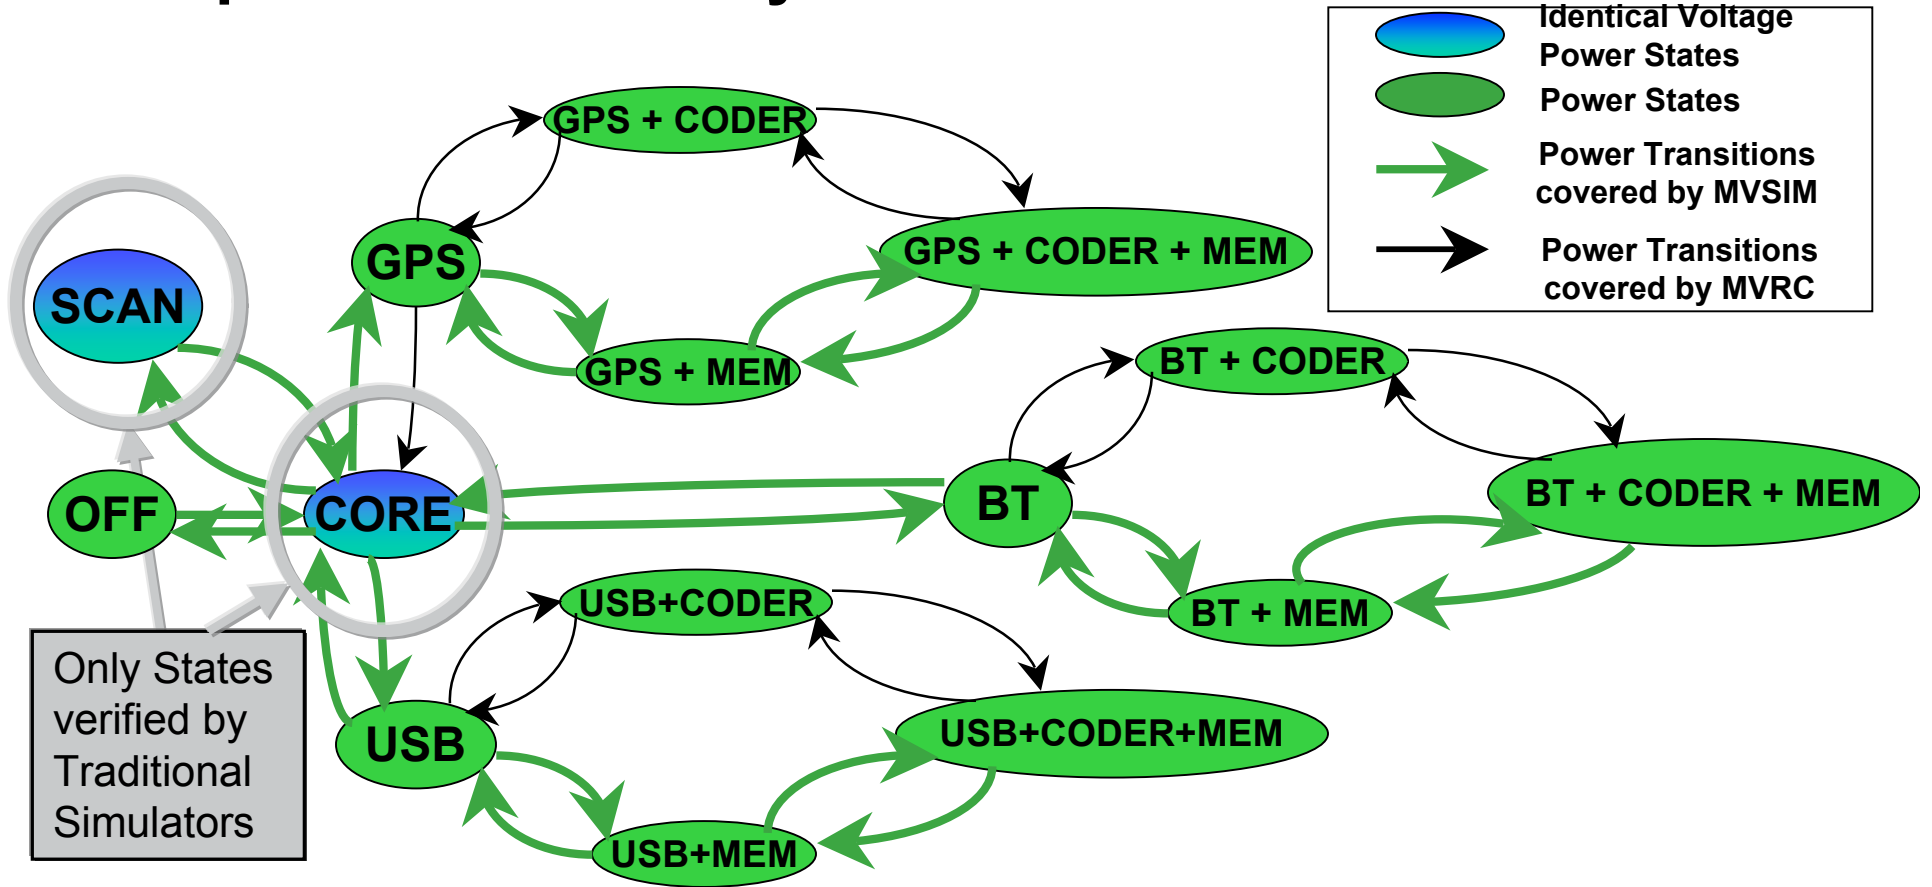 Identical Voltage
Power States
Power States
Power Transitions
covered by MVSIM
Power Transitions
covered by MVRC
GPS + CODER
GPS
GPS + CODER + MEM
SCAN
GPS + MEM
BT + CODER
OFF
CORE
BT
BT + CODER + MEM
USB+CODER
BT + MEM
Only States
verified by
Traditional
Simulators
USB
USB+CODER+MEM
USB+MEM